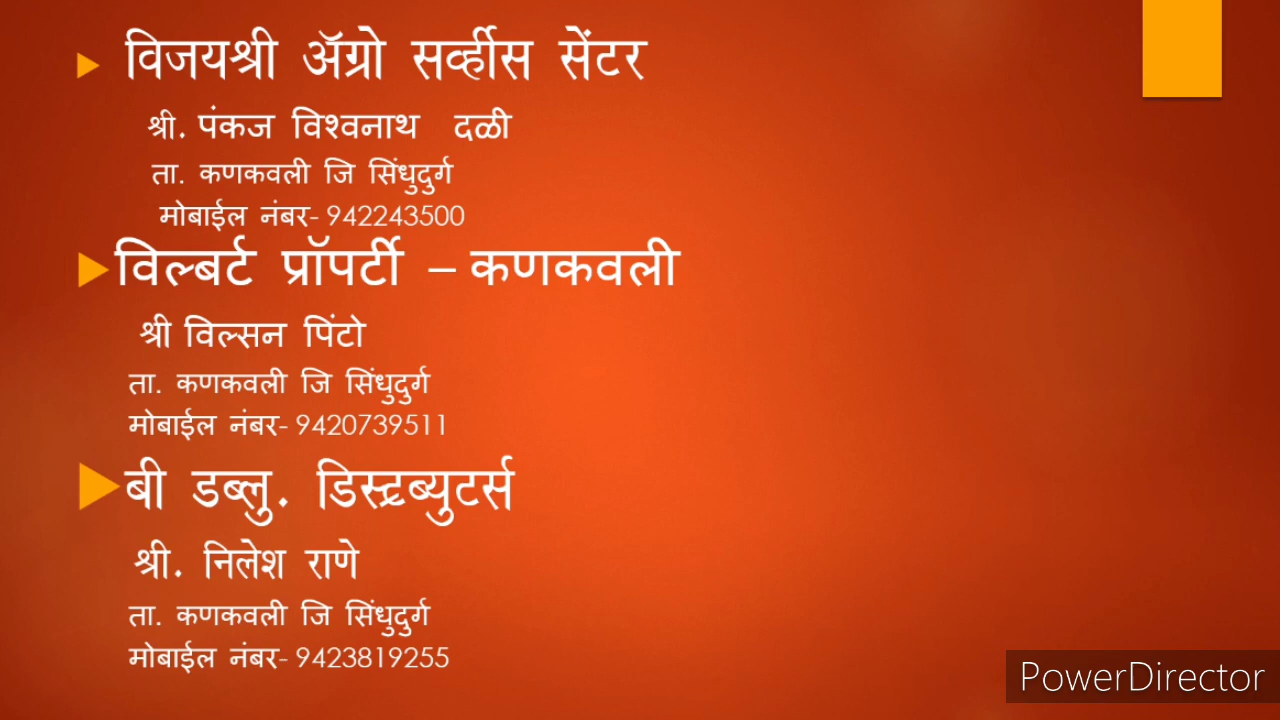 विजयश्री ॲग्रो सर्व्हीस सेंटर
श्री. पंकज विश्वनाथ दळी
ता. कणकवली जि सिंधुदुर्ग
मोबाईल नंबर- 942243500
विल्बर्ट प्रॉपर्टी – कणकवली
श्री विल्सन पिंटो
ता. कणकवली जि सिंधुदुर्ग
मोबाईल नंबर- 9420739511
बी डब्लु. डिस्ट्रब्युटर्स
श्री. निलेश राणे
ता. कणकवली जि सिंधुदुर्ग
मोबाईल नंबर- 9423819255
PowerDirector